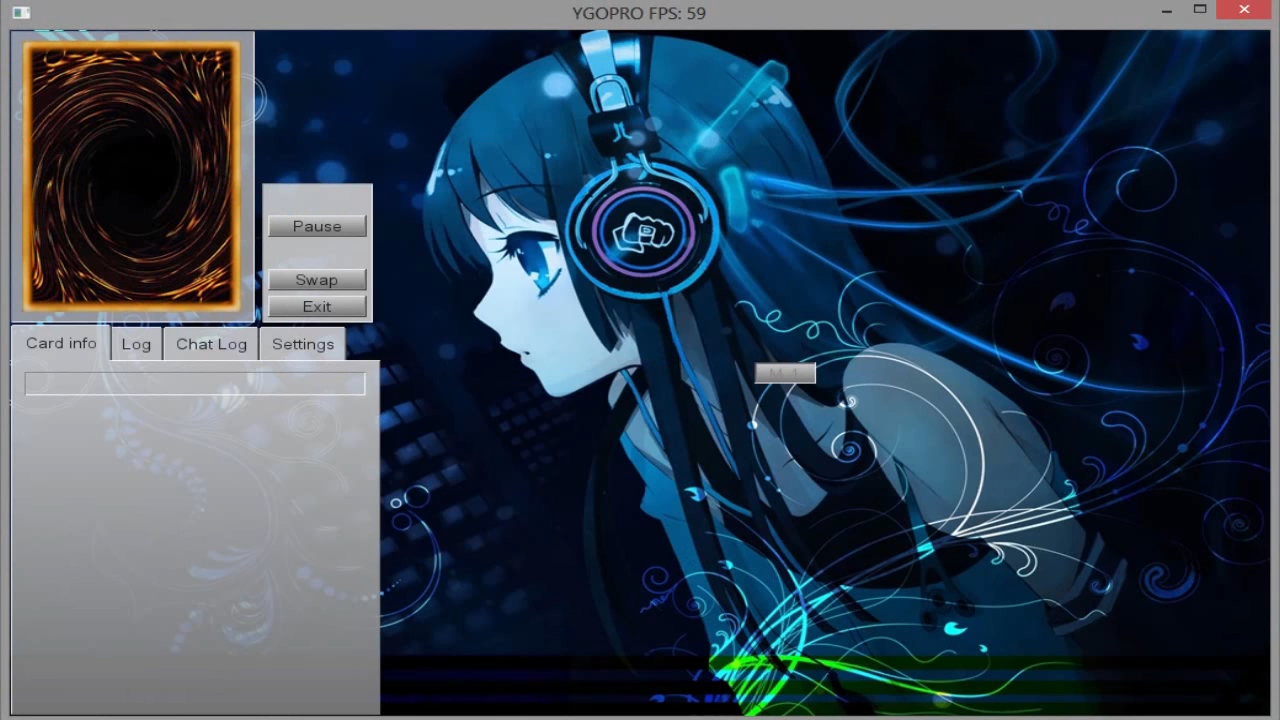 YGOPRO FPS: 59
Pause
Swap
Exit
Card info
Log
Chat Log
Settings
P